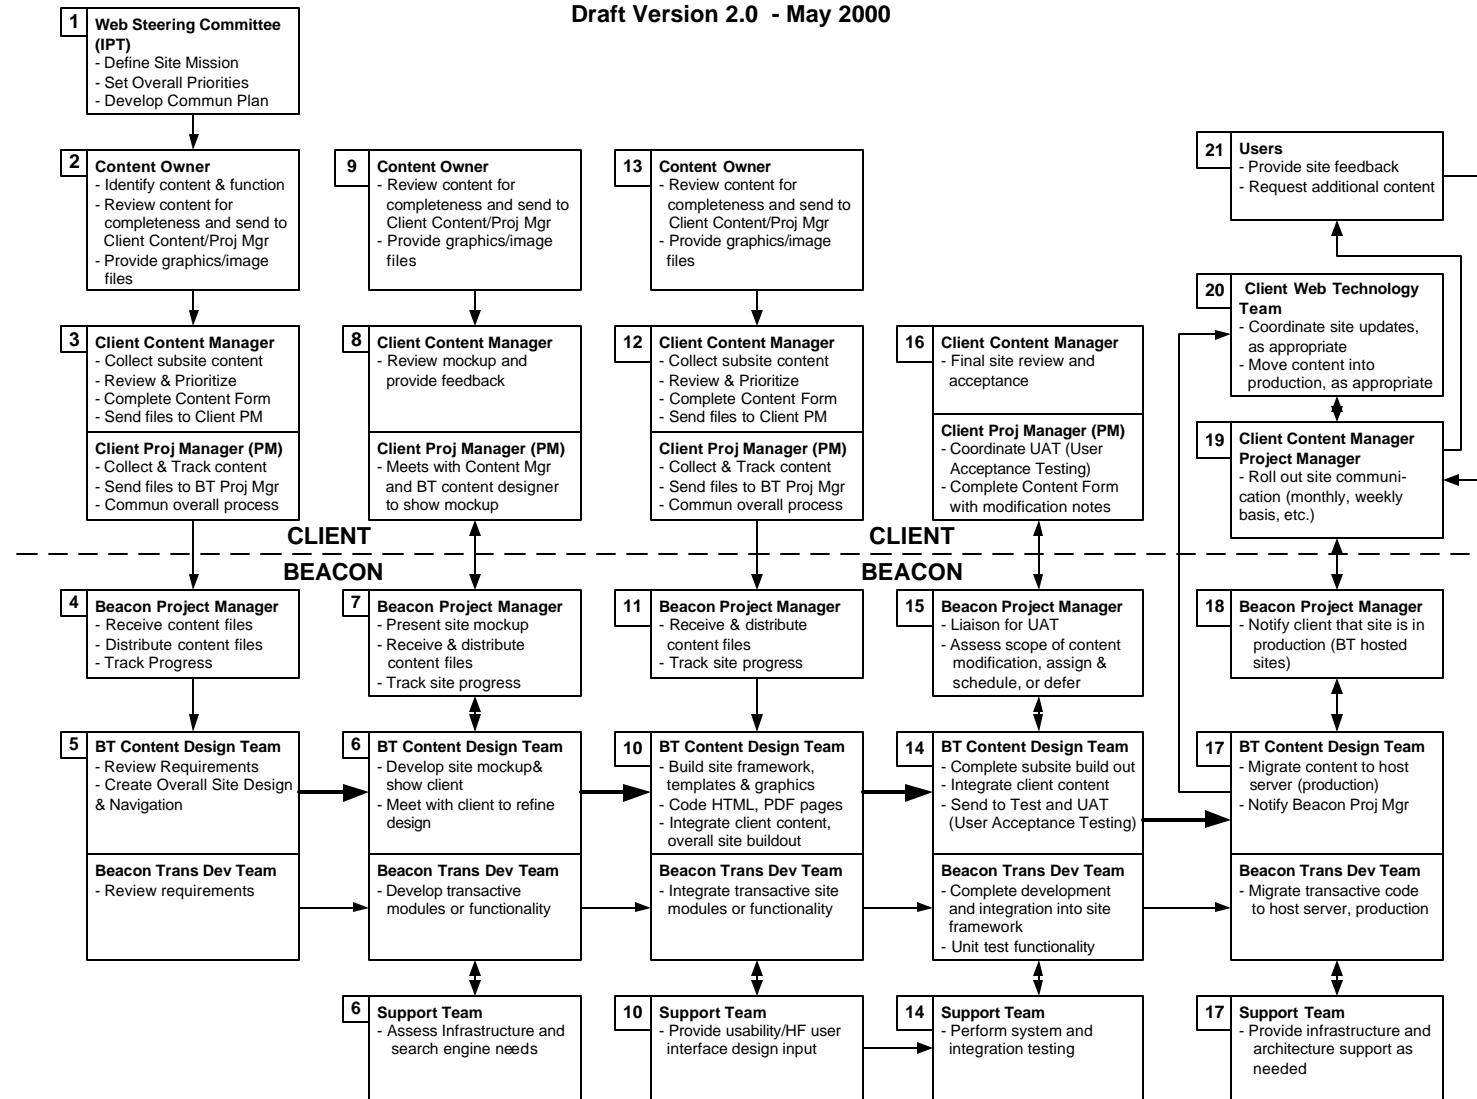 Draft Version 2.0 - May 2000
1
Web Steering Committee
(IPT)
- Define Site Mission
- Set Overall Priorities
- Develop Commun Plan
2
Content Owner
- Identify content & function
- Review content for
completeness and send to
Client Content/Proj Mgr
- Provide graphics/image
files
9
Content Owner
- Review content for
completeness and send to
Client Content/Proj Mgr
- Provide graphics/image
files
13
Content Owner
- Review content for
completeness and send to
Client Content/Proj Mgr
- Provide graphics/image
files
21
Users
- Provide site feedback
- Request additional content
20
Client Web Technology
Team
- Coordinate site updates,
as appropriate
- Move content into
production, as appropriate
3
Client Content Manager
- Collect subsite content
- Review & Prioritize
- Complete Content Form
- Send files to Client PM
Client Proj Manager (PM)
- Collect & Track content
- Send files to BT Proj Mgr
- Commun overall process
8
Client Content Manager
- Review mockup and
provide feedback
Client Proj Manager (PM)
- Meets with Content Mgr
and BT content designer
to show mockup
12
Client Content Manager
- Collect subsite content
- Review & Prioritize
- Complete Content Form
- Send files to Client PM
Client Proj Manager (PM)
- Collect & Track content
- Send files to BT Proj Mgr
- Commun overall process
16
Client Content Manager
- Final site review and
acceptance
Client Proj Manager (PM)
- Coordinate UAT (User
Acceptance Testing)
- Complete Content Form
with modification notes
19
Client Content Manager
Project Manager
- Roll out site communi-
cation (monthly, weekly
basis, etc.)
CLIENT
CLIENT
BEACON
BEACON
4
Beacon Project Manager
- Receive content files
- Distribute content files
- Track Progress
7
Beacon Project Manager
- Present site mockup
- Receive & distribute
content files
- Track site progress
11
Beacon Project Manager
- Receive & distribute
content files
- Track site progress
15
Beacon Project Manager
- Liaison for UAT
- Assess scope of content
modification, assign &
schedule, or defer
18
Beacon Project Manager
- Notify client that site is in
production (BT hosted
sites)
5
BT Content Design Team
- Review Requirements
- Create Overall Site Design
& Navigation
Beacon Trans Dev Team
- Review requirements
6
BT Content Design Team
- Develop site mockup&
show client
- Meet with client to refine
design
Beacon Trans Dev Team
- Develop transactive
modules or functionality
10
BT Content Design Team
- Build site framework,
templates & graphics
- Code HTML, PDF pages
- Integrate client content,
overall site buildout
Beacon Trans Dev Team
- Integrate transactive site
modules or functionality
14
BT Content Design Team
- Complete subsite build out
- Integrate client content
- Send to Test and UAT
(User Acceptance Testing)
Beacon Trans Dev Team
- Complete development
and integration into site
framework
- Unit test functionality
17
BT Content Design Team
- Migrate content to host
server (production)
- Notify Beacon Proj Mgr
Beacon Trans Dev Team
- Migrate transactive code
to host server, production
6
Support Team
- Assess Infrastructure and
search engine needs
10
Support Team
- Provide usability/HF user
interface design input
14
Support Team
- Perform system and
integration testing
17
Support Team
- Provide infrastructure and
architecture support as
needed